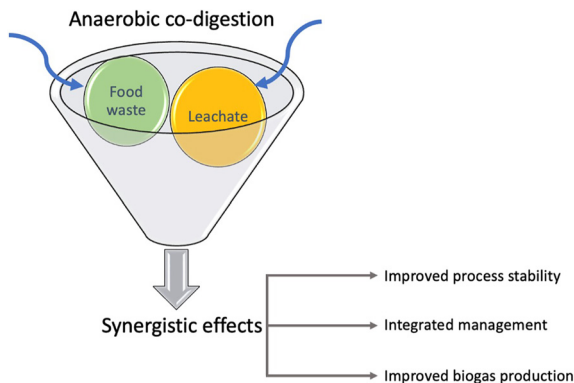 Anaerobic co-digestion
Food
waste
Leachate
Synergistic effects
Improved process stability
Integrated management
Improved biogas production